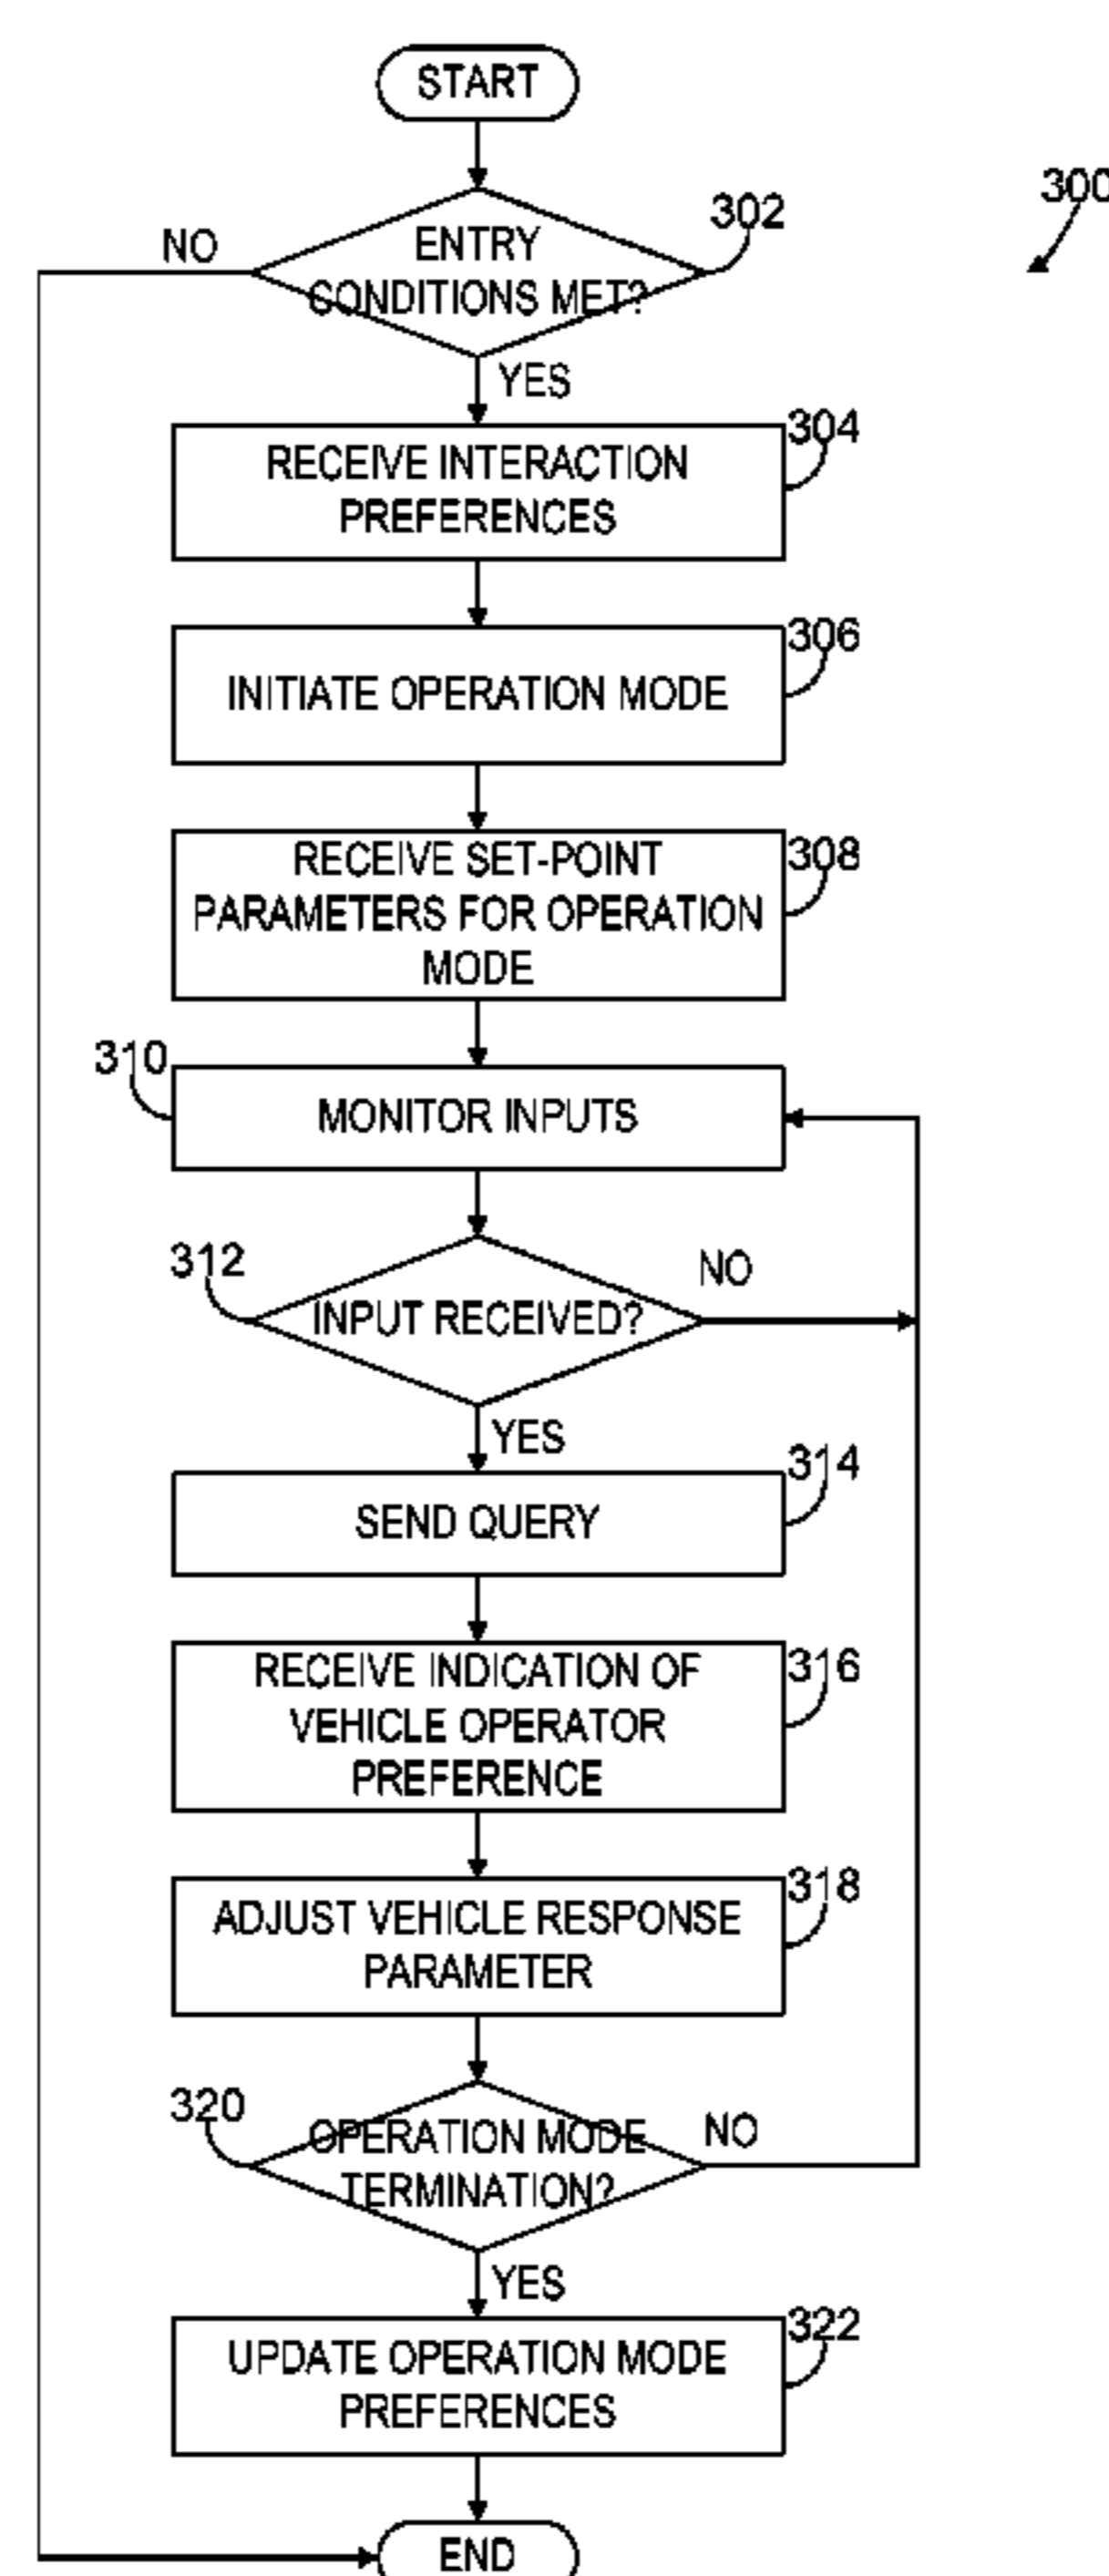 START
300
302
NO
ENTRY
CONDITIONS MET?
YES
304
RECEIVE INTERACTION
PREFERENCES
306
INITIATE OPERATION MODE
308
RECEIVE SET-POINT
PARAMETERS FOR OPERATION
MODE
310
MONITOR INPUTS
312
NO
INPUT RECEIVED?
YES
314
SEND QUERY
316
RECEIVE INDICATION OF
VEHICLE OPERATOR
PREFERENCE
318
ADJUST VEHICLE RESPONSE
PARAMETER
320
OPERATION MODE
TERMINATION?
NO
YES
322
UPDATE OPERATION MODE
PREFERENCES
END